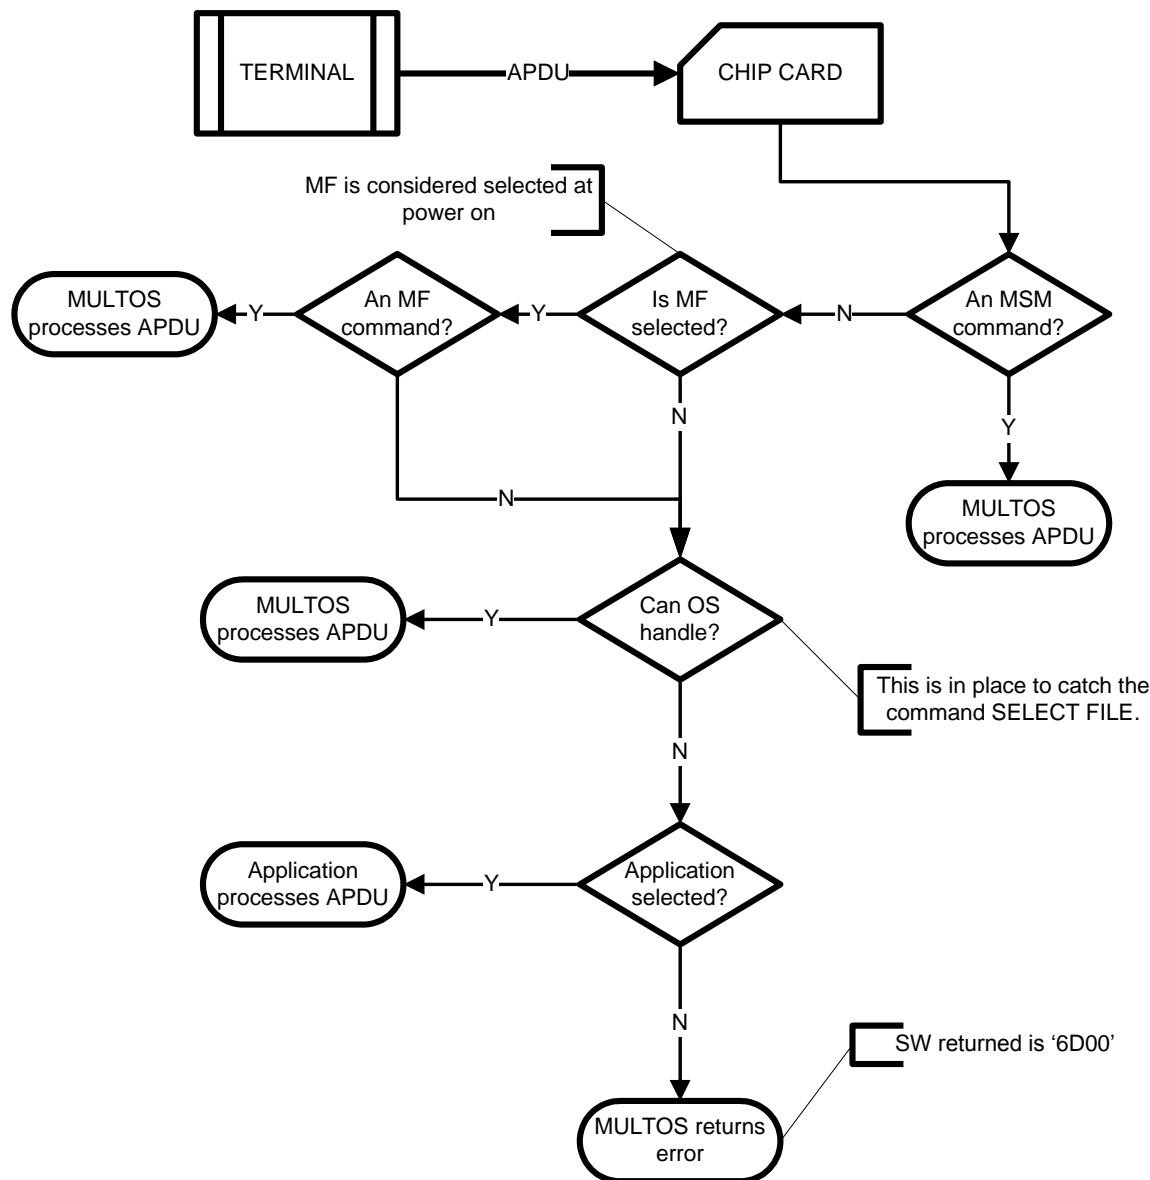 TERMINAL
APDU
CHIP CARD
MF is considered selected at
power on
MULTOS
processes APDU
Y
An MF
command?
Y
Is MF
selected?
N
An MSM
command?
N
Y
N
MULTOS
processes APDU
MULTOS
processes APDU
Y
Can OS
handle?
This is in place to catch the
command SELECT FILE.
N
Application
processes APDU
Y
Application
selected?
N
SW returned is ‘6D00’
MULTOS returns
error